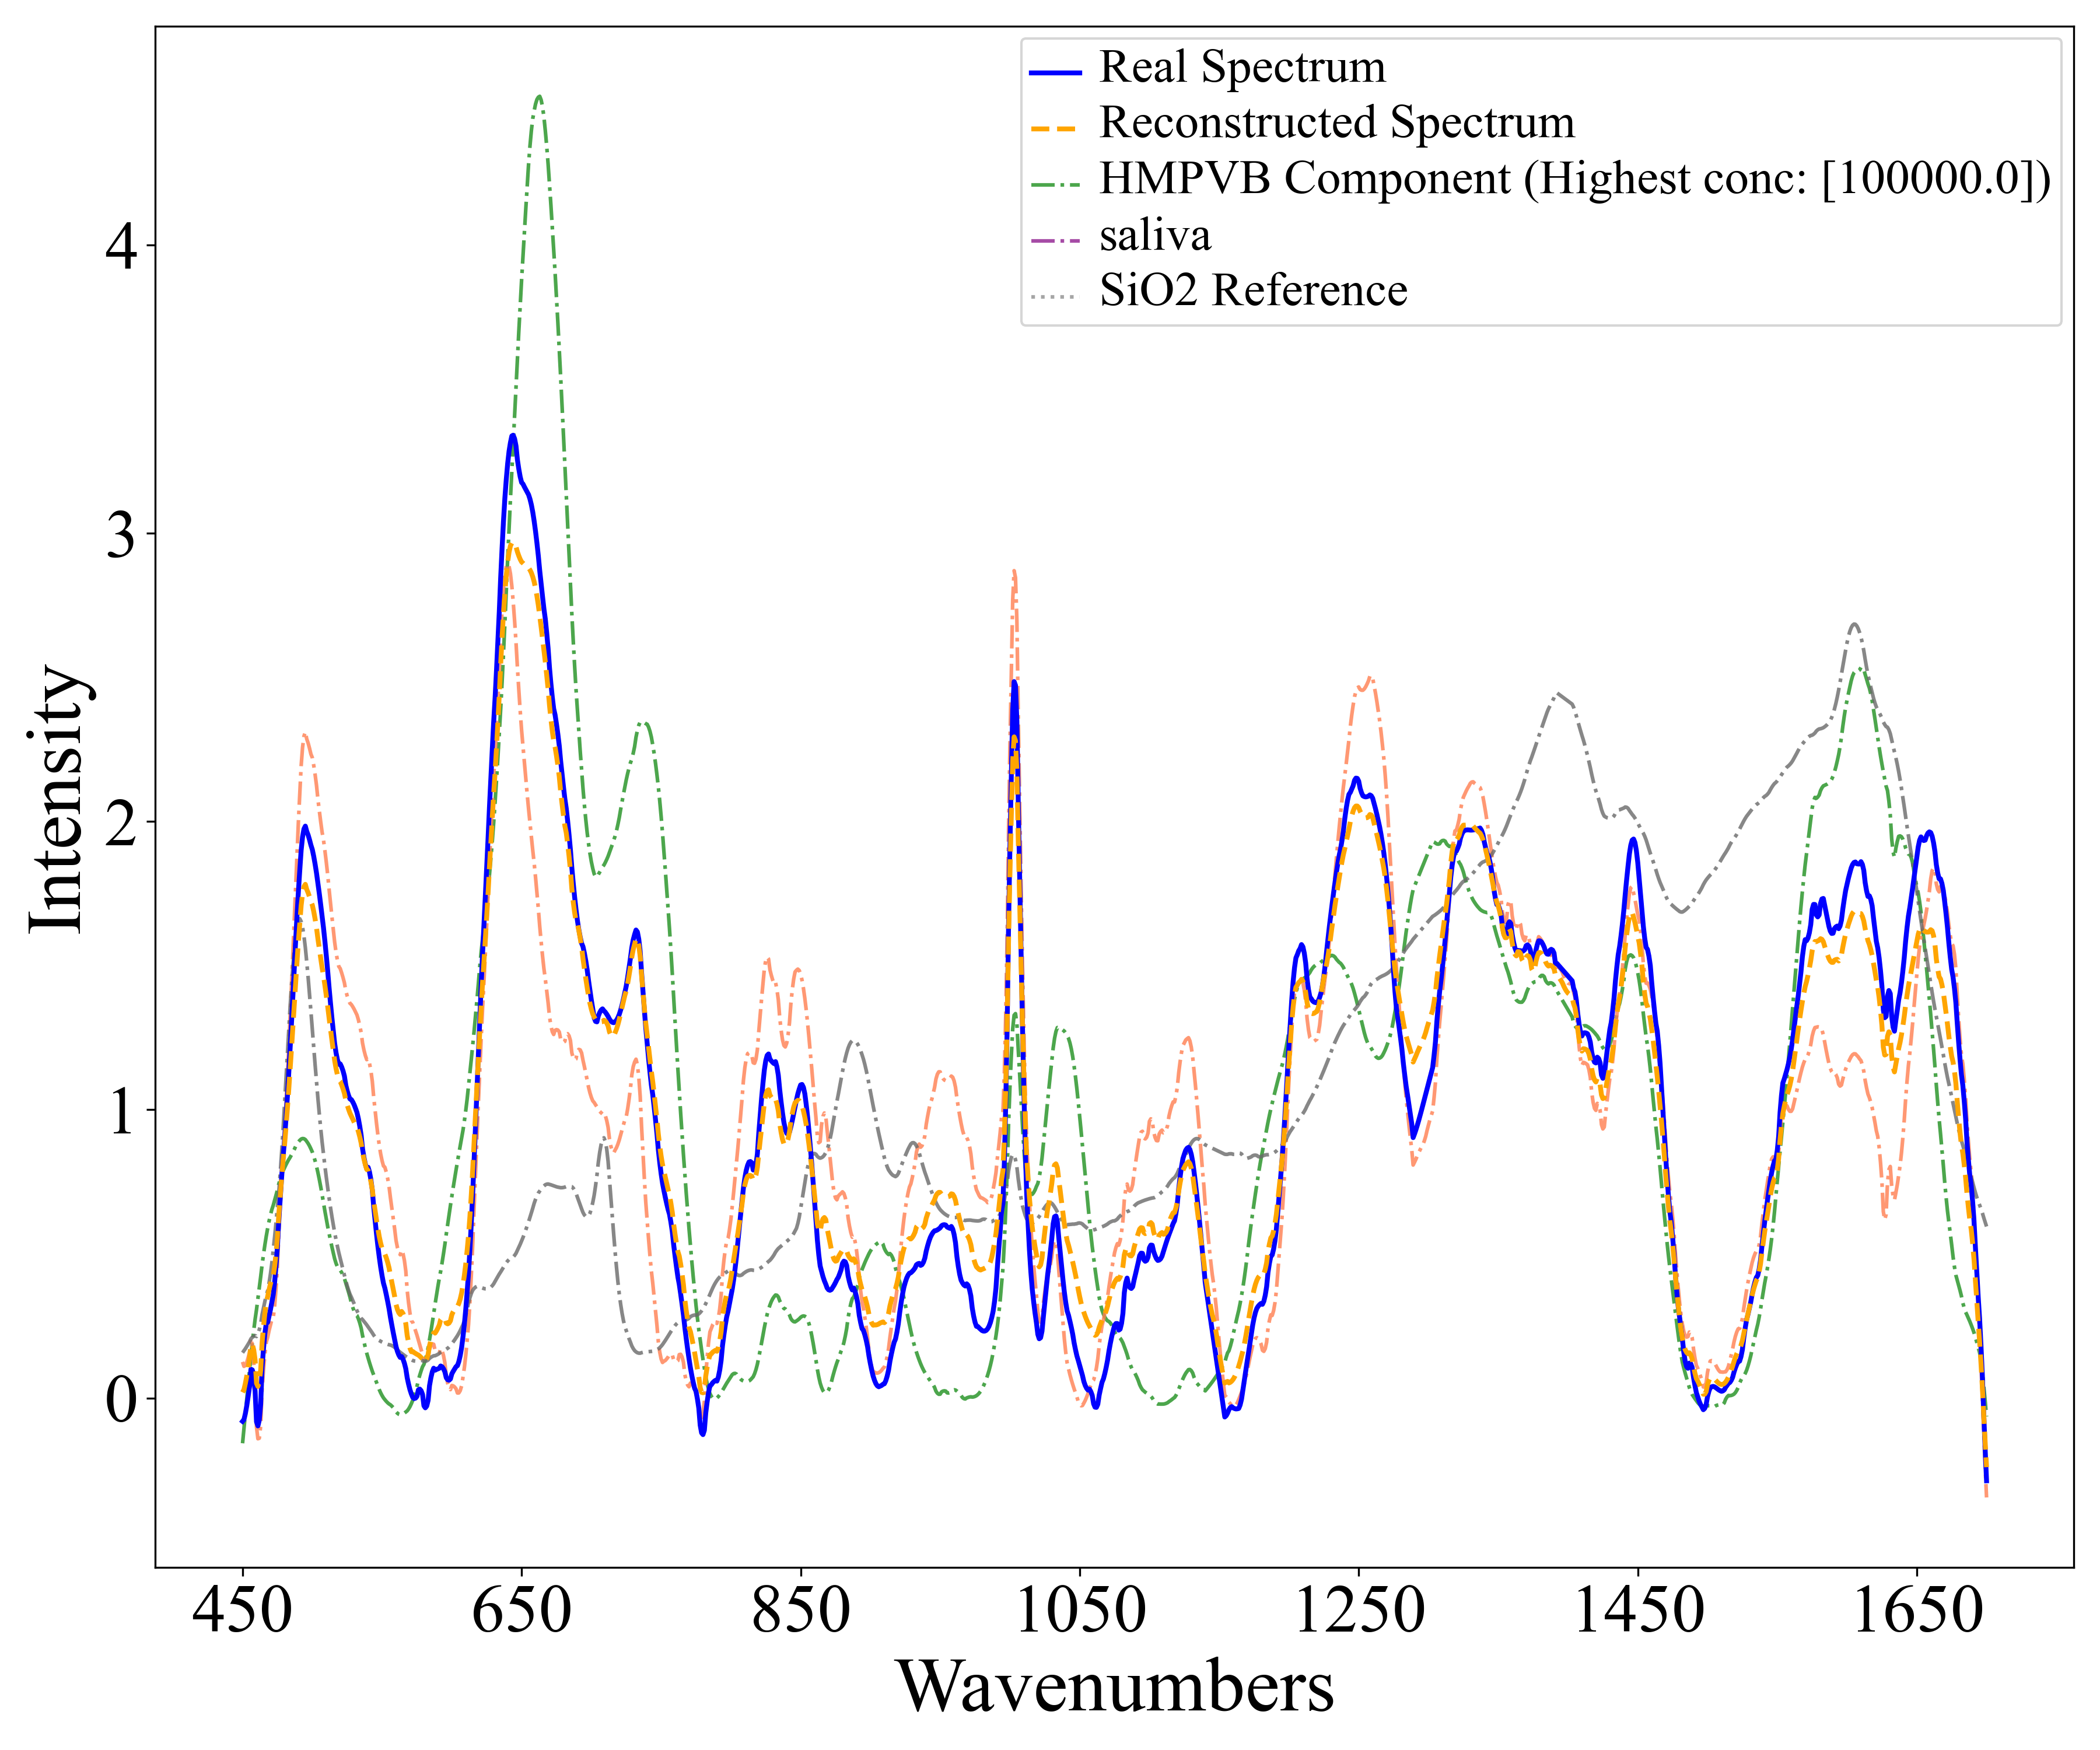 Real Spectrum
Reconstructed Spectrum
HMPVB Component (Highest conc: [100000.0])
saliva
SiO2 Reference
Intensity
4
3
2
1
0
450 650 850 1050 1250 1450 1650
Wavenumbers